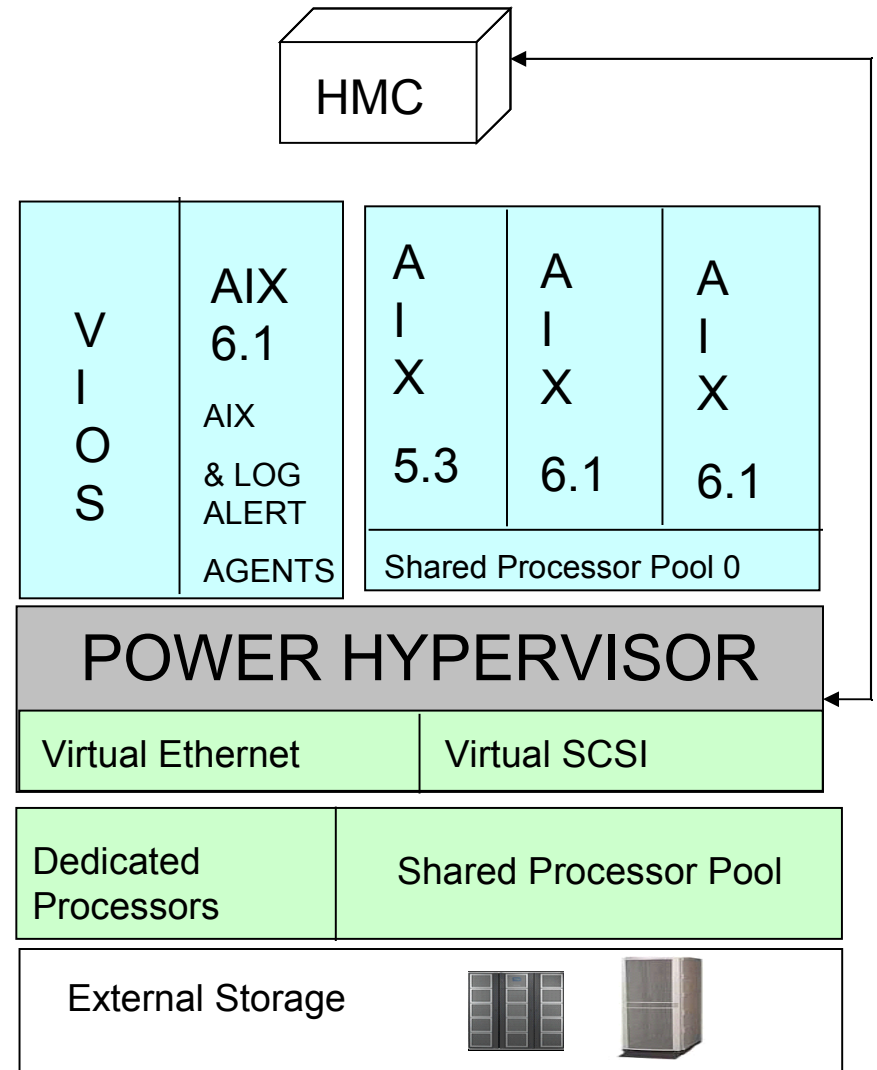 HMC
V
I
O
S
AIX
6.1
AIX
& LOG
ALERT
AGENTS
A
I
X
5.3
A
I
X
6.1
A
I
X
6.1
Shared Processor Pool 0
POWER HYPERVISOR
Virtual Ethernet
Virtual SCSI
Dedicated
Processors
Shared Processor Pool
External Storage